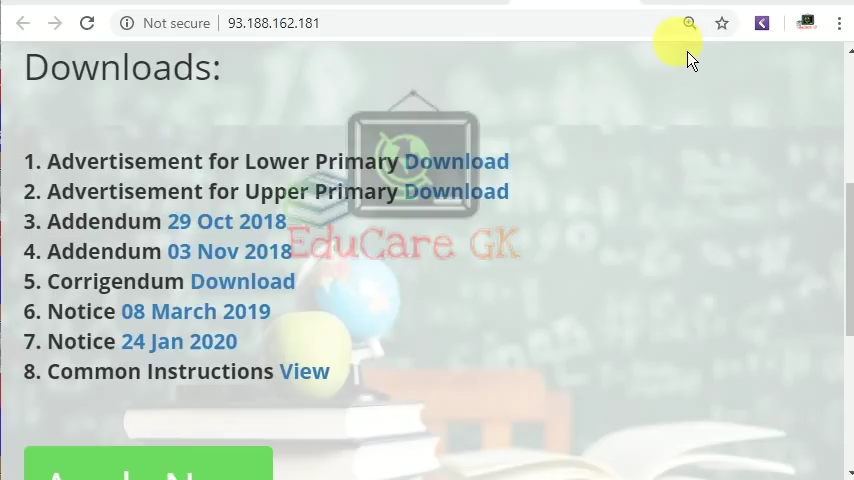 Not secure 93.188.162.181
Downloads:
1. Advertisement for Lower Primary Download
2. Advertisement for Upper Primary Download
3. Addendum 29 Oct 2018
4. Addendum 03 Nov 2018
EduCare GK
5. Corrigendum Download
6. Notice 08 March 2019
7. Notice 24 Jan 2020
8. Common Instructions View